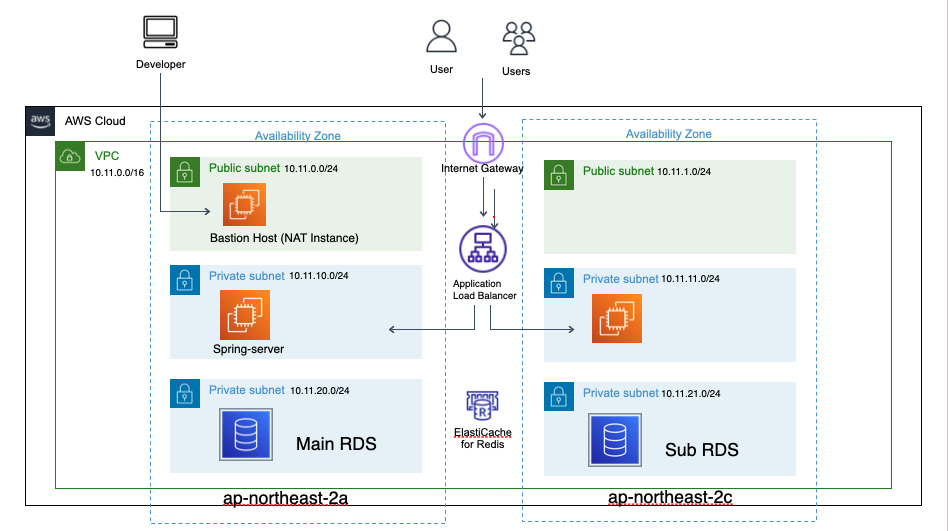 Developer
User
Users
aws
AWS Cloud
Availability Zone
Availability Zone
VPC
10.11.0.0/16
Internet Gateway
Public subnet 10.11.0.0/24
Bastion Host (NAT Instance)
Public subnet 10.11.1.0/24
Application
Load Balancer
Private subnet 10.11.10.0/24
Spring-server
Private subnet 10.11.11.0/24
Private subnet 10.11.20.0/24
Main RDS
R
ElastiCache
for Redis
Private subnet 10.11.21.0/24
Sub RDS
ap-northeast-2a
ap-northeast-2c